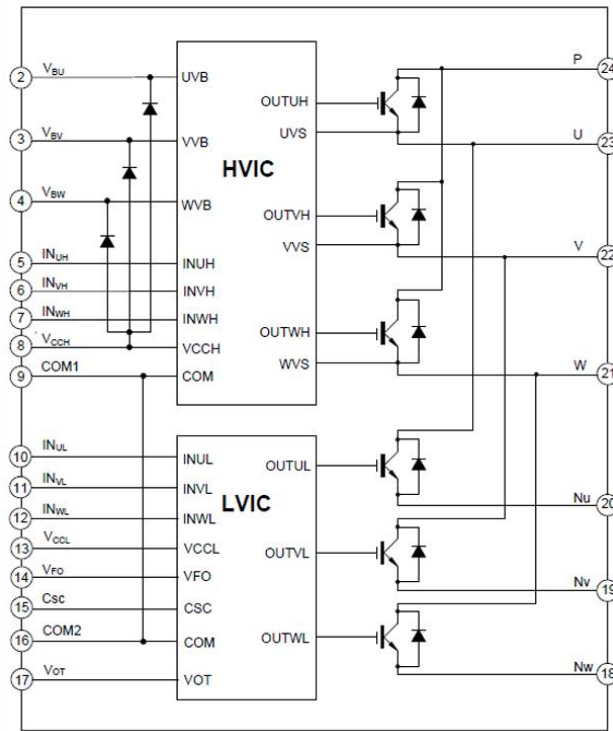 P
24
2
VBU
UVB
OUTUH
UVS
U
23
3
VBV
VVB
HVIC
4
VBW
WVB
OUTVH
VVS
V
22
5
INUH
INUH
6
INVH
INVH
7
INWH
INWH
OUTWH
8
VCCH
VCCH
WVS
9
COM1
COM
W
21
10
INUL
INUL
OUTUL
11
INVL
INVL
LVIC
Nu
20
12
INWL
INWL
13
VCCL
VCCL
OUTVL
14
VFO
VFO
Nv
19
15
CSC
CSC
16
COM2
COM
OUTWL
17
VOT
VOT
Nw
18